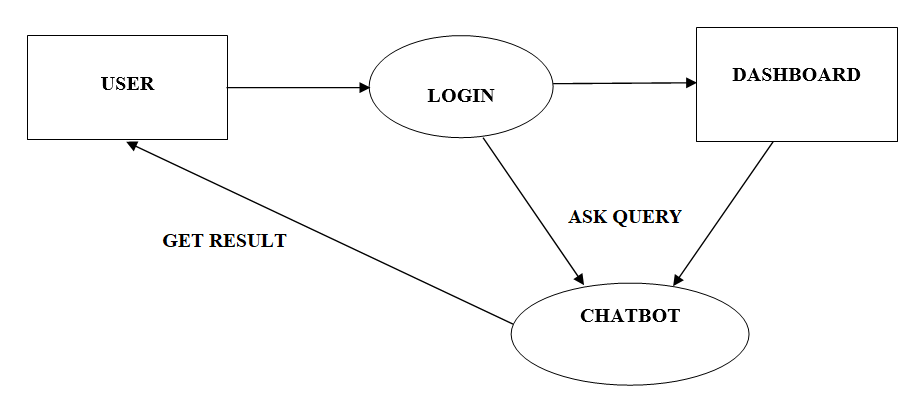 USER
LOGIN
DASHBOARD
ASK QUERY
GET RESULT
CHATBOT